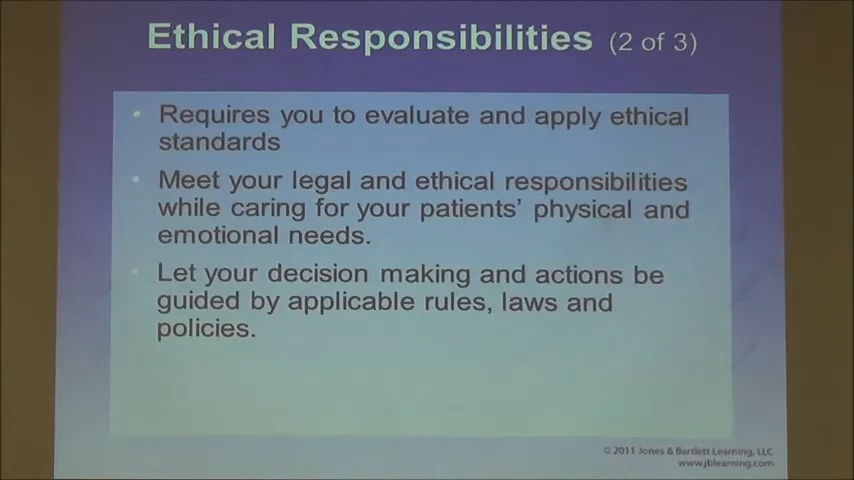 Ethical Responsibilities (2 of 3)
• Requires you to evaluate and apply ethical
standards
• Meet your legal and ethical responsibilities
while caring for your patients' physical and
emotional needs.
• Let your decision making and actions be
guided by applicable rules, laws and
policies.
© 2011 Jones & Bartlett Learning, LLC
www.jblearning.com